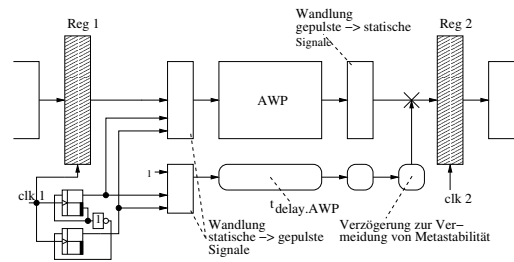 Reg 1
Wandlung
gepulste -> statische
Signale
Reg 2
AWP
clk 1
1
1
t delay.AWP
clk 2
Wandlung
statische -> gepulste
Signale
Verzögerung zur Ver-
meidung von Metastabilität